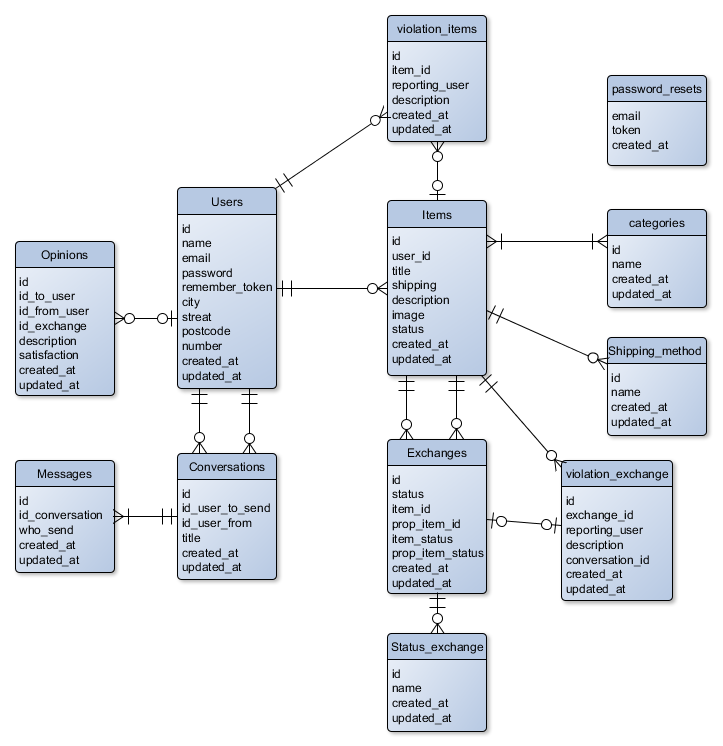 violation_items
id
item_id
reporting_user
description
created_at
updated_at
password_resets
email
token
created_at
Users
id
name
email
password
remember_token
city
streat
postcode
number
created_at
updated_at
Items
id
user_id
title
shipping
description
image
status
created_at
updated_at
categories
id
name
created_at
updated_at
Opinions
id
id_to_user
id_from_user
id_exchange
description
satisfaction
created_at
updated_at
Shipping_method
id
name
created_at
updated_at
Messages
id
id_conversation
who_send
created_at
updated_at
Conversations
id
id_user_to_send
id_user_from
title
created_at
updated_at
Exchanges
id
status
item_id
prop_item_id
item_status
prop_item_status
created_at
updated_at
violation_exchange
id
exchange_id
reporting_user
description
conversation_id
created_at
updated_at
Status_exchange
id
name
created_at
updated_at